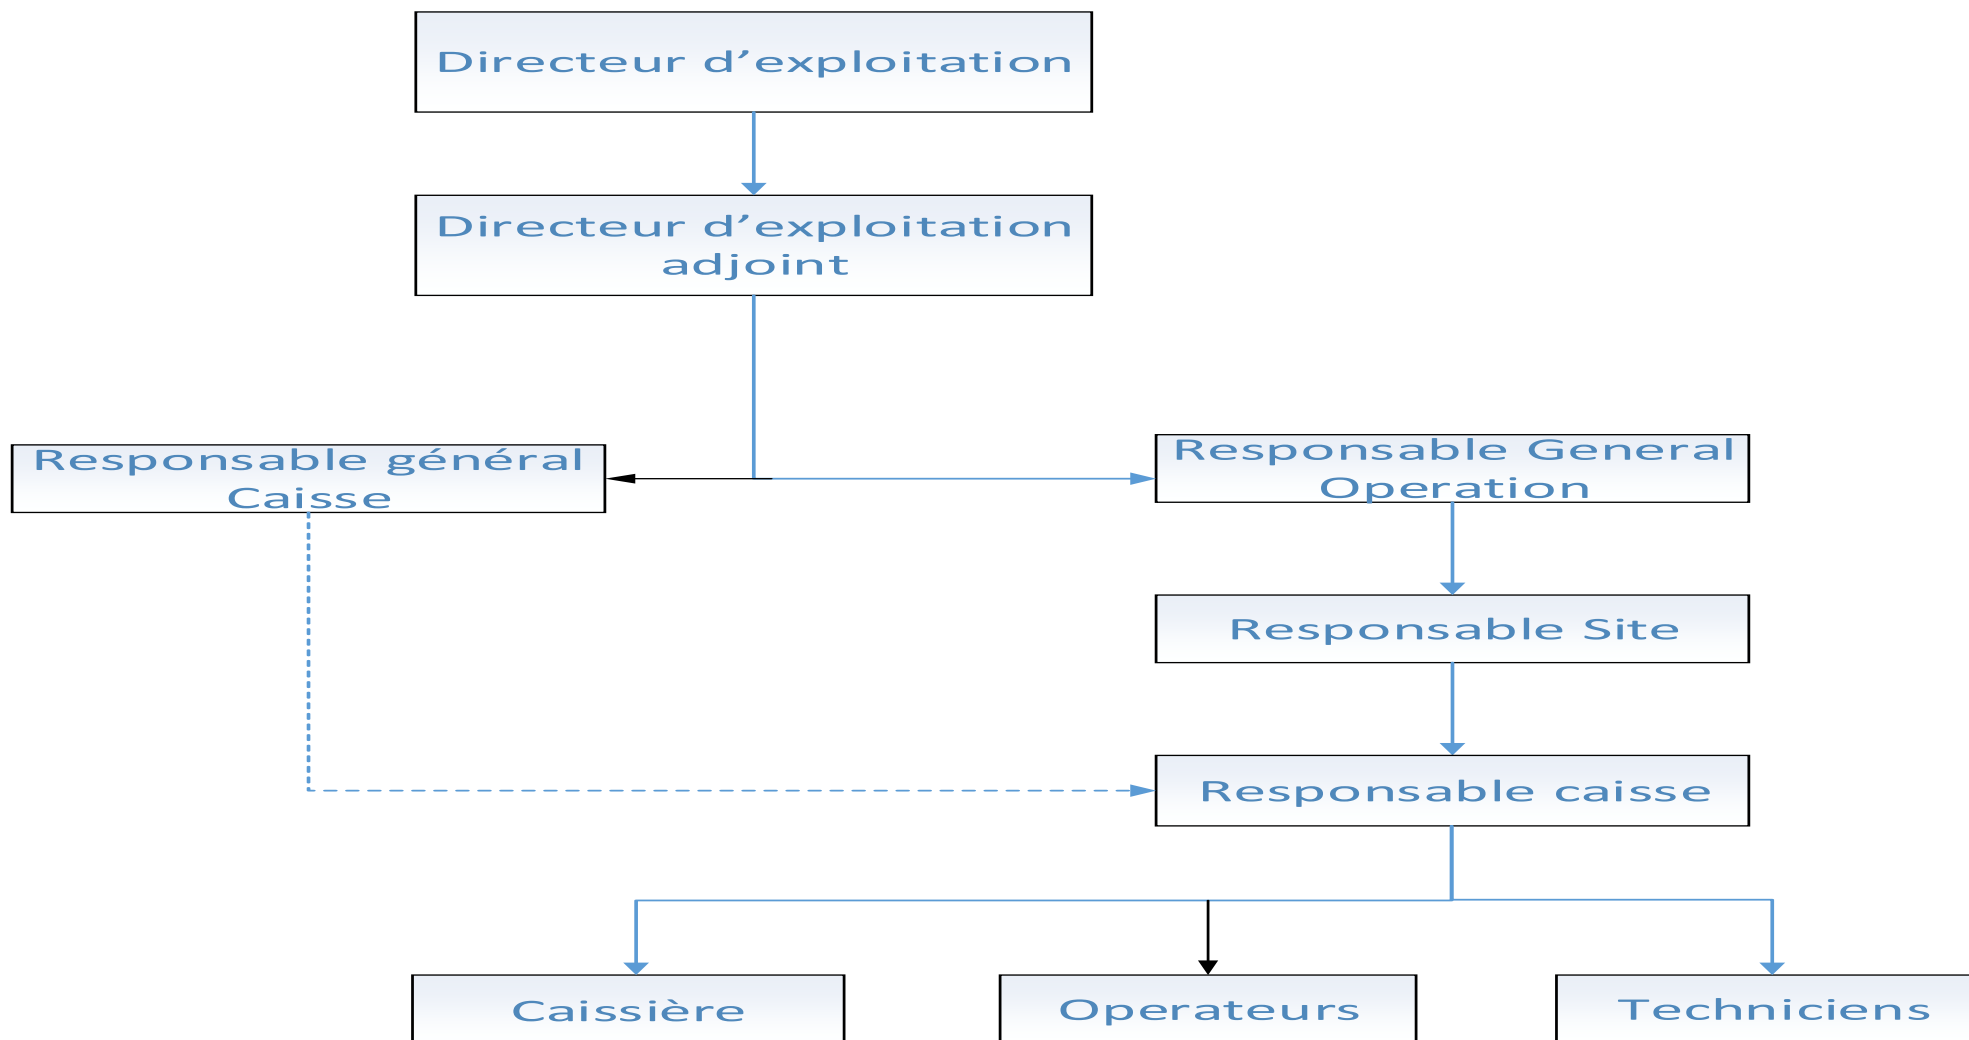 Directeur d’exploitation
Directeur d’exploitation
adjoint
Responsable général
Caisse
Responsable General
Operation
Responsable Site
Responsable caisse
Caissière
Operateurs
Techniciens